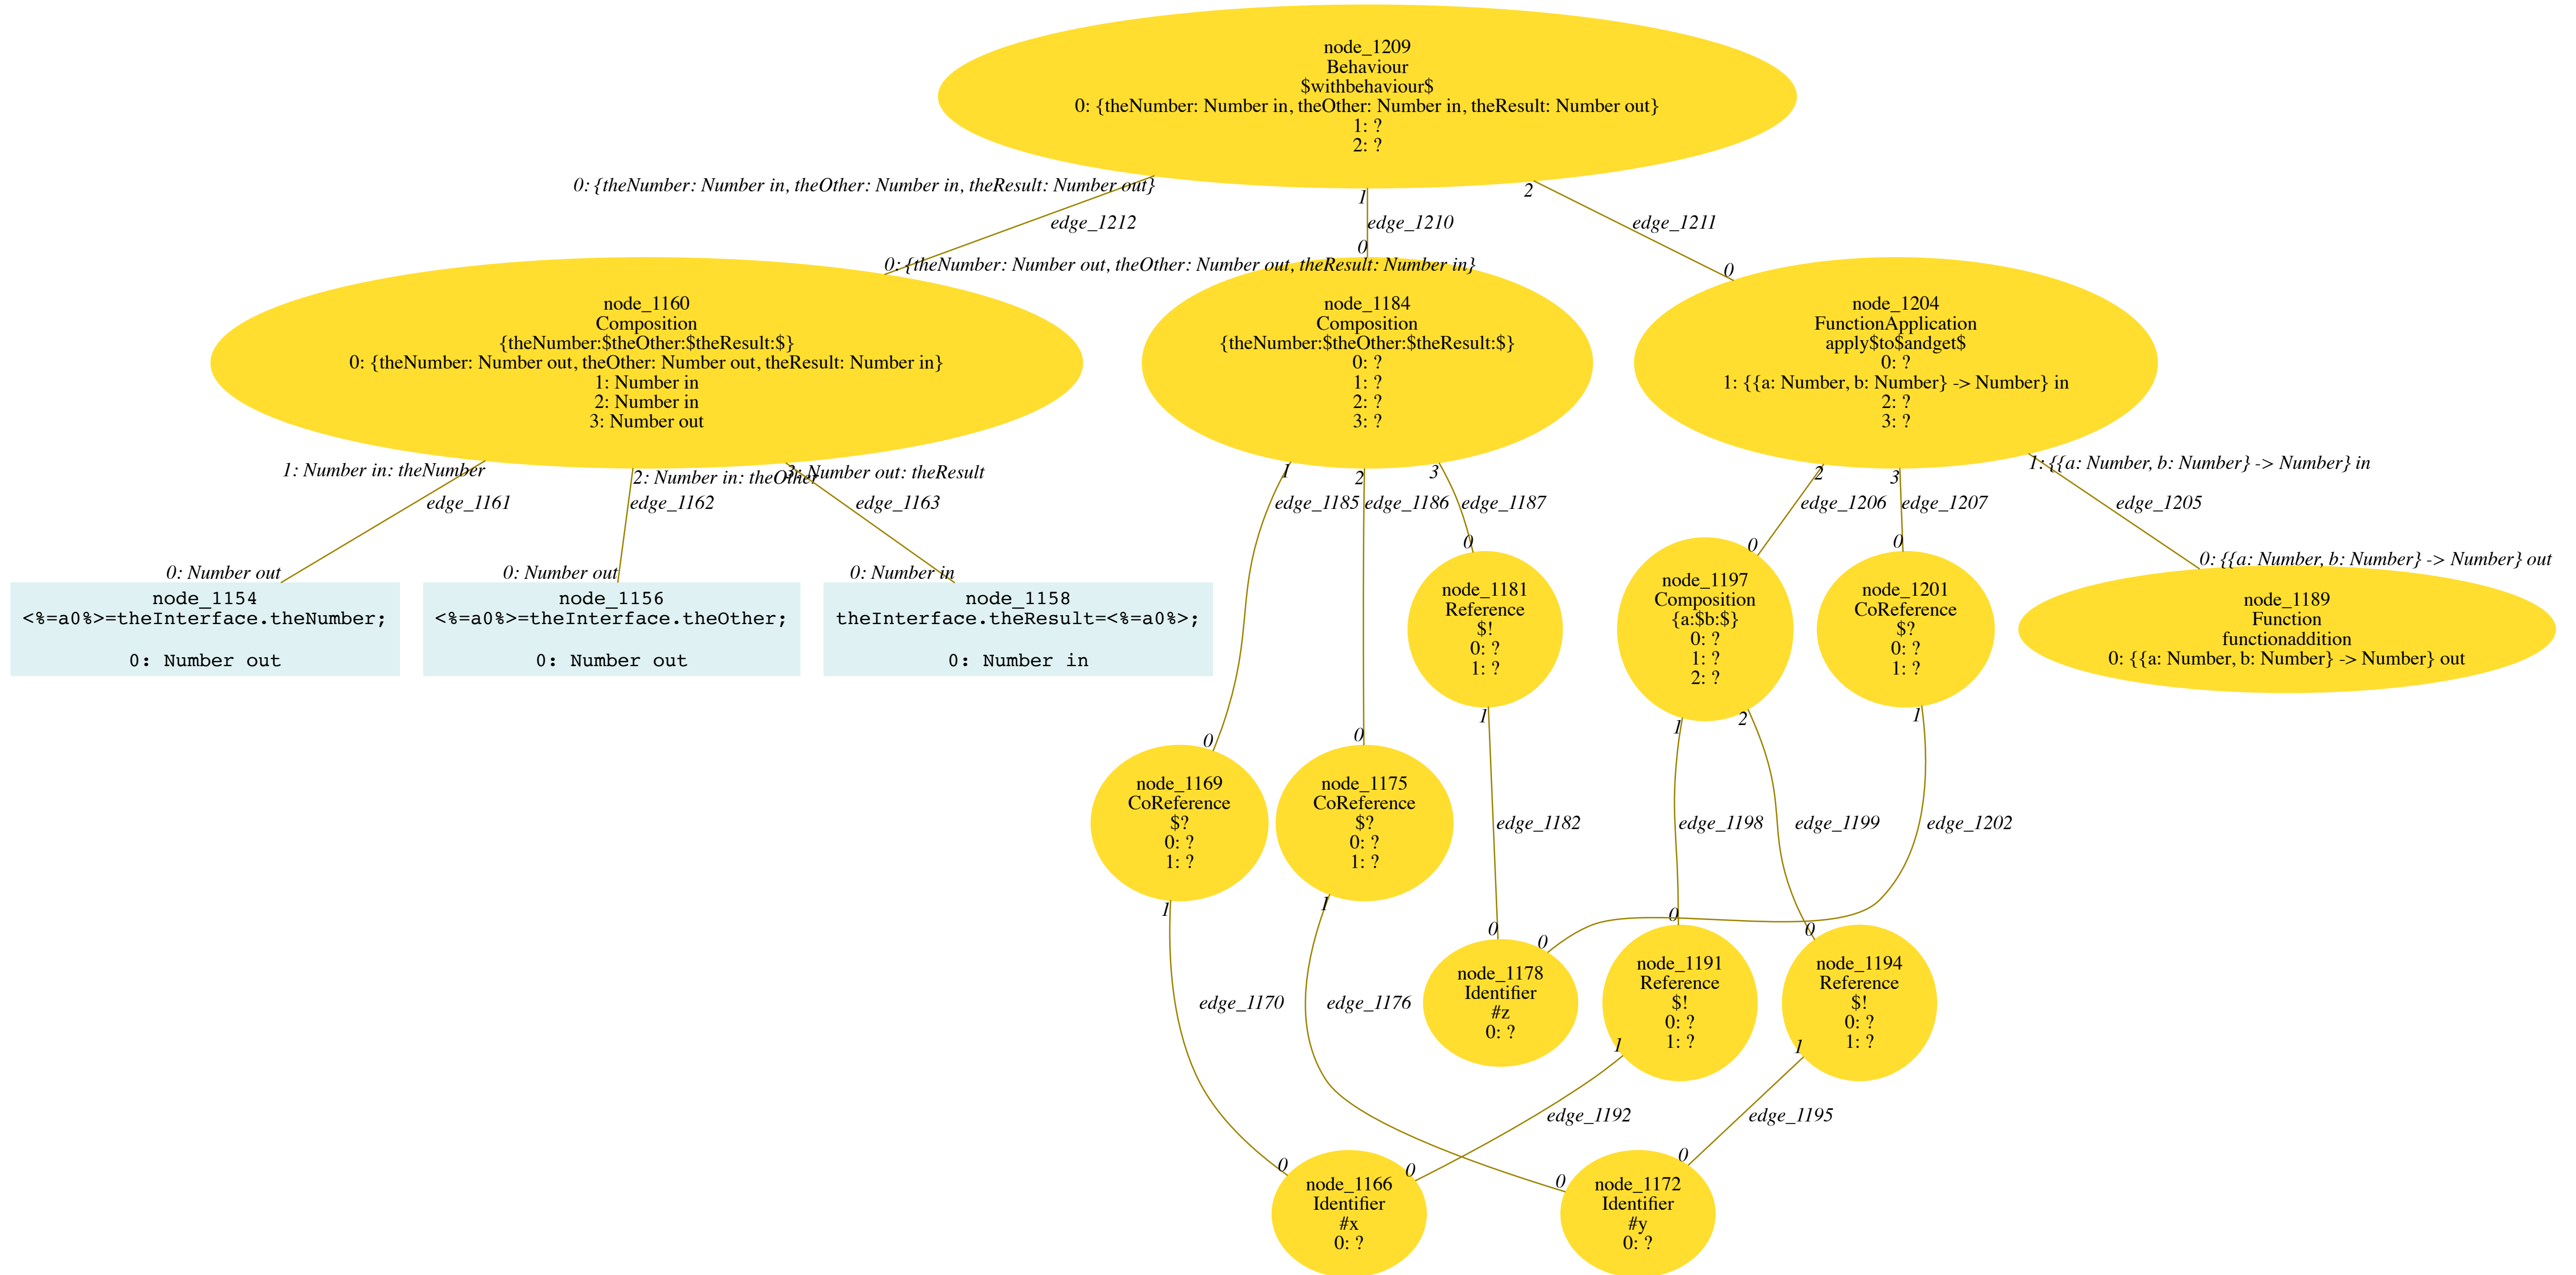 node_1209
Behaviour
$withbehaviour$
0: {theNumber: Number in, theOther: Number in, theResult: Number out}
1: ?
2: ?
0: {theNumber: Number in, theOther: Number in, theResult: Number out}
1
2
edge_1212
edge_1210
edge_1211
0: {theNumber: Number out, theOther: Number out, theResult: Number in}
0
0
node_1160
Composition
{theNumber:$theOther:$theResult:$}
0: {theNumber: Number out, theOther: Number out, theResult: Number in}
1: Number in
2: Number in
3: Number out
node_1184
Composition
{theNumber:$theOther:$theResult:$}
0: ?
1: ?
2: ?
3: ?
node_1204
FunctionApplication
apply$to$andget$
0: ?
1: {{a: Number, b: Number} -> Number} in
2: ?
3: ?
1: Number in: theNumber
2: Number in: theOther
3: Number out: theResult
1
2
3
2
3
1: {{a: Number, b: Number} -> Number} in
edge_1161
edge_1162
edge_1163
edge_1185
edge_1186
edge_1187
edge_1206
edge_1207
edge_1205
0: Number out
0: Number out
0: Number in
0
0
0
0: {{a: Number, b: Number} -> Number} out
node_1154
<%=a0%>=theInterface.theNumber;
0: Number out
node_1156
<%=a0%>=theInterface.theOther;
0: Number out
node_1158
theInterface.theResult=<%=a0%>;
0: Number in
node_1181
Reference
$!
0: ?
1: ?
node_1197
Composition
{a:$b:$}
0: ?
1: ?
2: ?
node_1201
CoReference
$?
0: ?
1: ?
node_1189
Function
functionaddition
0: {{a: Number, b: Number} -> Number} out
0
0
1
1
2
1
node_1169
CoReference
$?
0: ?
1: ?
node_1175
CoReference
$?
0: ?
1: ?
edge_1182
edge_1198
edge_1199
edge_1202
1
1
0
0
0
0
node_1178
Identifier
#z
0: ?
node_1191
Reference
$!
0: ?
1: ?
node_1194
Reference
$!
0: ?
1: ?
edge_1170
edge_1176
1
1
edge_1192
edge_1195
0
0
0
0
node_1166
Identifier
#x
0: ?
node_1172
Identifier
#y
0: ?